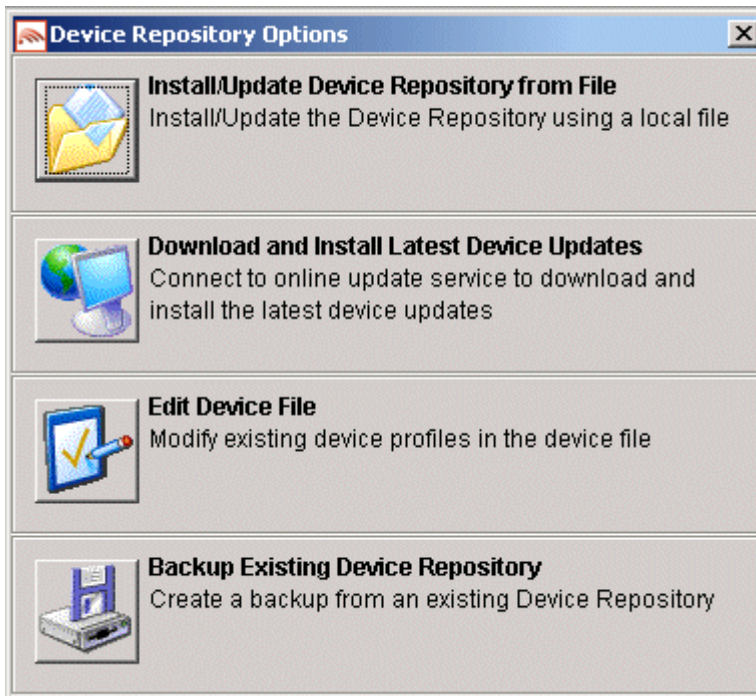 Device Repository Options
Install/Update Device Repository from File
Install/Update the Device Repository using a local file
Download and Install Latest Device Updates
Connect to online update service to download and
install the latest device updates
Edit Device File
Modify existing device profiles in the device file
Backup Existing Device Repository
Create a backup from an existing Device Repository